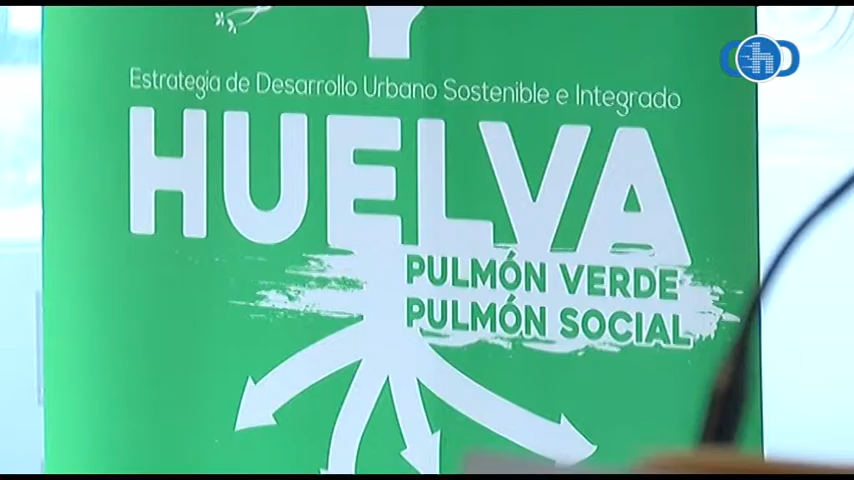 Estrategia de Desarrollo Urbano Sostenible e Integrado
HUELVA
PULMÓN VERDE
PULMÓN SOCIAL
h